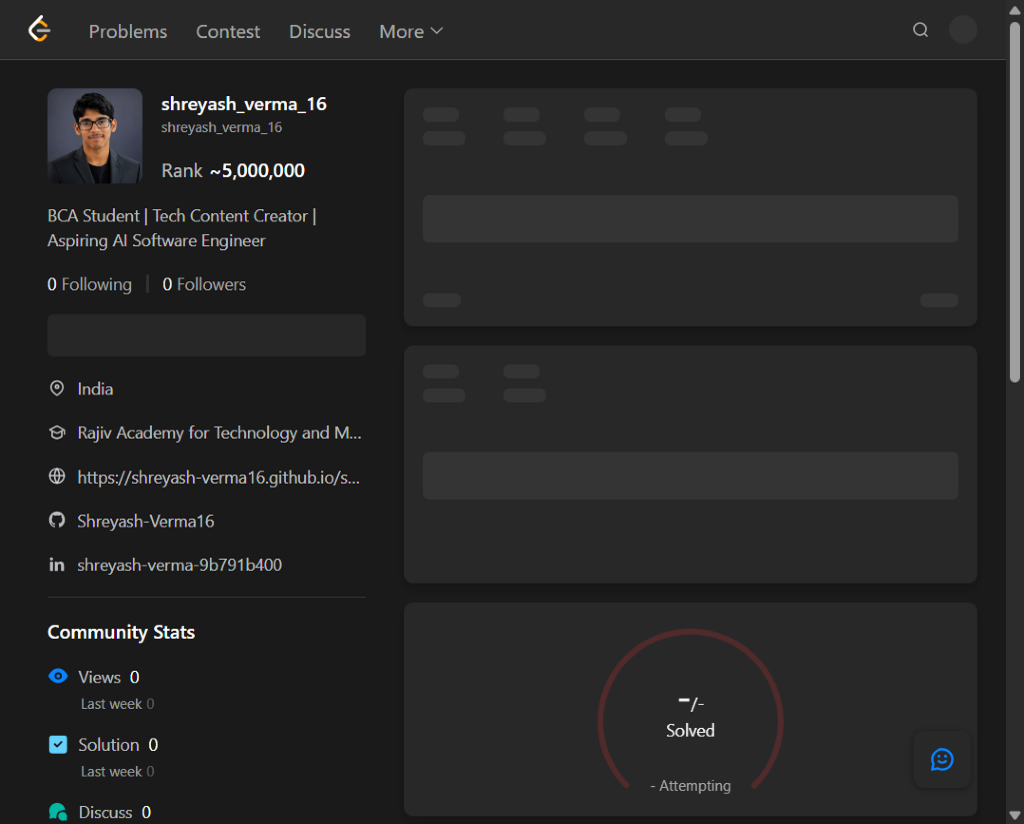 Problems Contest Discuss More
shreyash_verma_16
shreyash_verma_16
Rank ~5,000,000
BCA Student | Tech Content Creator |
Aspiring AI Software Engineer
0 Following 0 Followers
India
Rajiv Academy for Technology and M...
https://shreyash-verma16.github.io/s...
Shreyash-Verma16
shreyash-verma-9b791b400
Community Stats
Views 0
Last week 0
Solution 0
Last week 0
Discuss 0
-/-
Solved
- Attempting